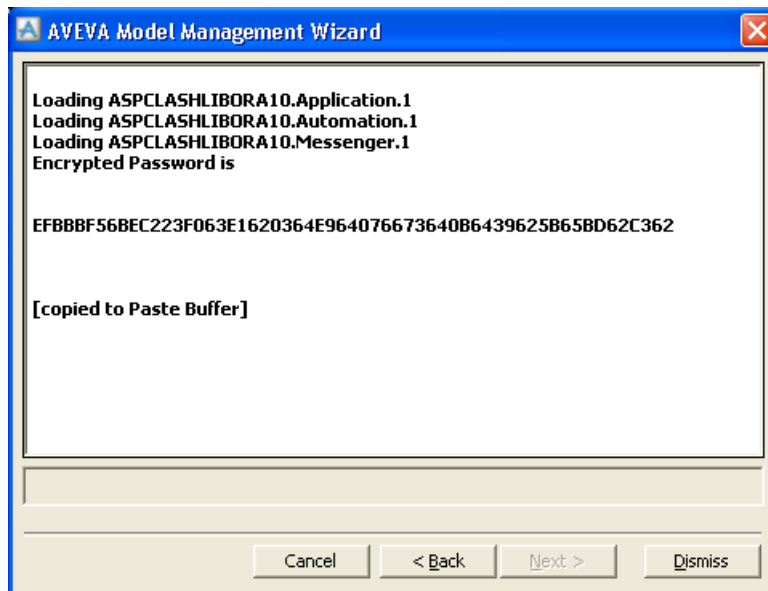 AVEVA Model Management Wizard
Loading ASPCLASHLIBORA10.Application.1
Loading ASPCLASHLIBORA10.Automation.1
Loading ASPCLASHLIBORA10.Messenger.1
Encrypted Password is
EFBBBF56BEC223F063E1620364E964076673640B6439625B65BD62C362
[copied to Paste Buffer]
Cancel < Back Next > Dismiss